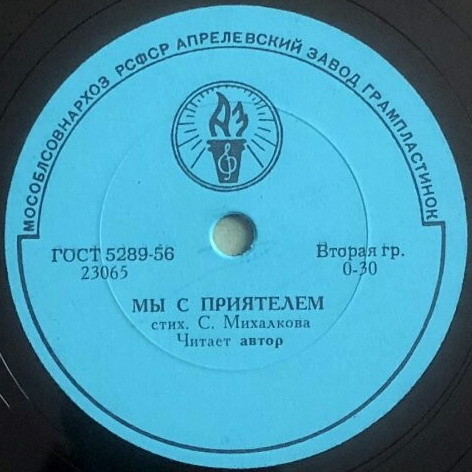 МОСОБЛСОВНАРХОЗ РСФСР АПРЕЛЕВСКИЙ ЗАВОД ГРАМПЛАСТИНОК
АЗ
ГОСТ 5289-56
23065
Вторая гр.
0-30
МЫ С ПРИЯТЕЛЕМ
стих. С. Михалкова
Читает автор